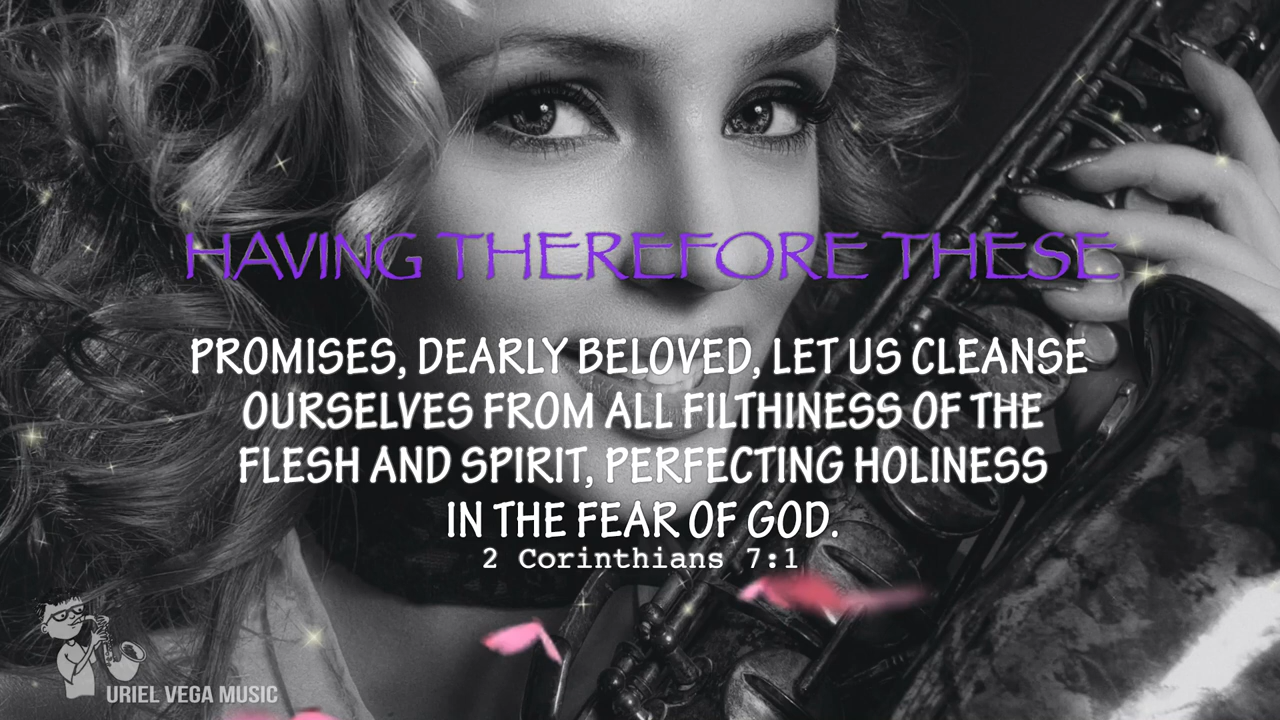 HAVING THEREFORE THESE
PROMISES, DEARLY BELOVED, LET US CLEANSE
OURSELVES FROM ALL FILTHINESS OF THE
FLESH AND SPIRIT, PERFECTING HOLINESS
IN THE FEAR OF GOD.
2 Corinthians 7:1
URIEL VEGA MUSIC